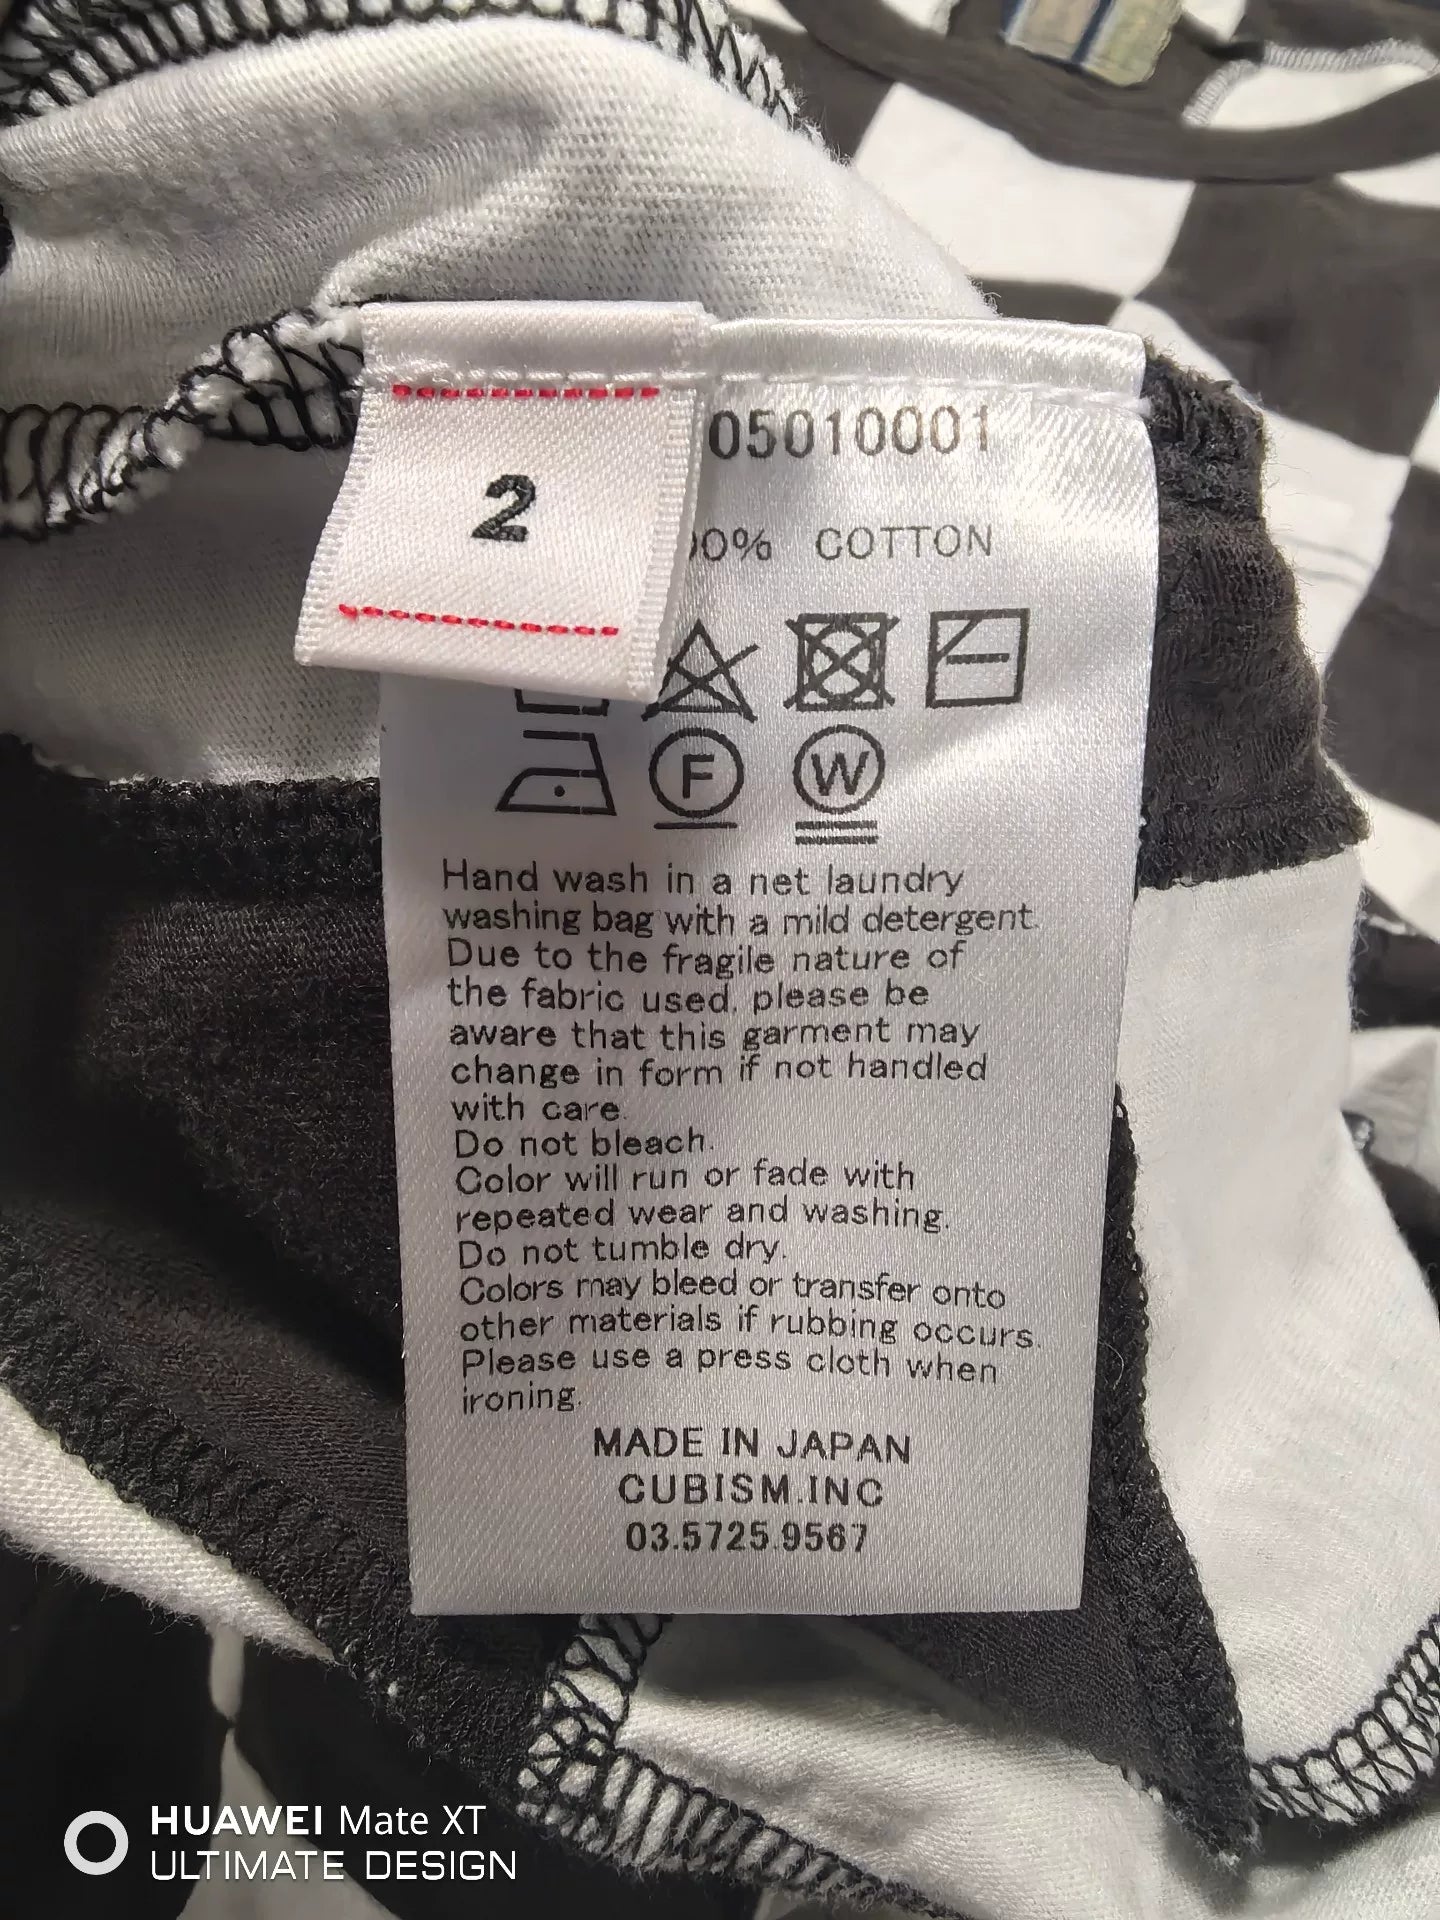 2
05010001
00% COTTON
F
W
Hand wash in a net laundry
washing bag with a mild detergent.
Due to the fragile nature of
the fabric used, please be
aware that this garment may
change in form if not handled
with care.
Do not bleach.
Color will run or fade with
repeated wear and washing.
Do not tumble dry.
Colors may bleed or transfer onto
other materials if rubbing occurs.
Please use a press cloth when
ironing.
MADE IN JAPAN
CUBISM.INC
03.5725.9567
HUAWEI Mate XT
ULTIMATE DESIGN